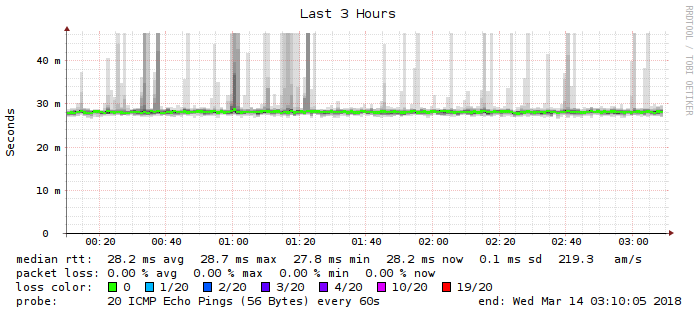 Last 3 Hours
RRDTOOL / TOBI OETIKER
Seconds
40 m
30 m
20 m
10 m
0
00:20 00:40 01:00 01:20 01:40 02:00 02:20 02:40 03:00
median rtt: 28.2 ms avg 28.7 ms max 27.8 ms min 28.2 ms now 0.1 ms sd 219.3 am/s
packet loss: 0.00 % avg 0.00 % max 0.00 % min 0.00 % now
loss color: 0 1/20 2/20 3/20 4/20 10/20 19/20
probe: 20 ICMP Echo Pings (56 Bytes) every 60s end: Wed Mar 14 03:10:05 2018